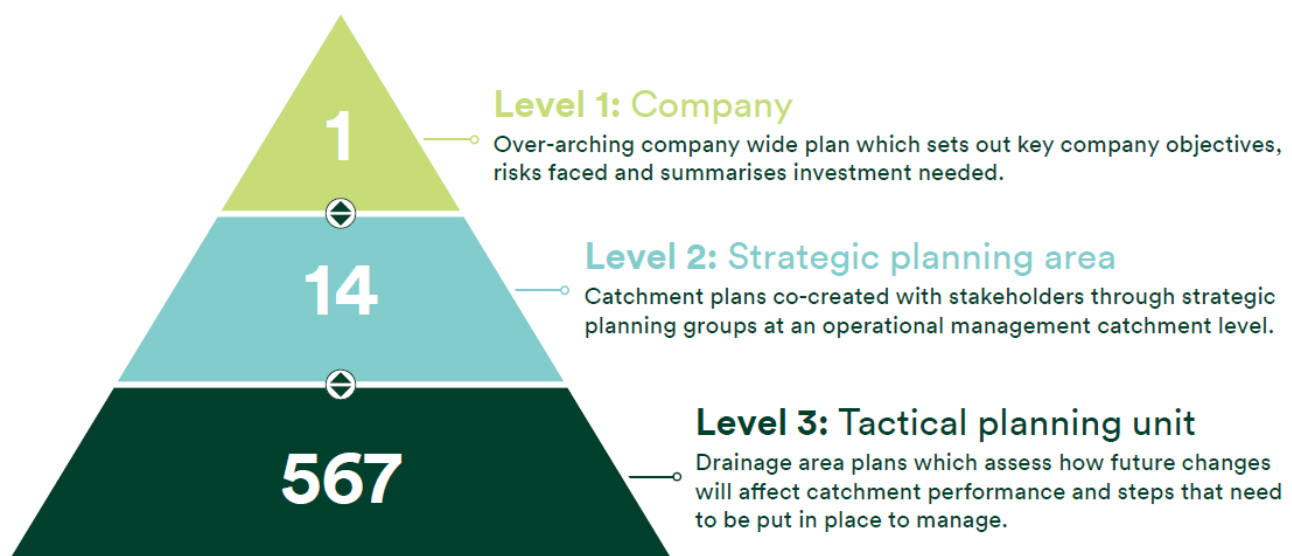 1
Level 1: Company
Over-arching company wide plan which sets out key company objectives,
risks faced and summarises investment needed.
14
Level 2: Strategic planning area
Catchment plans co-created with stakeholders through strategic
planning groups at an operational management catchment level.
567
Level 3: Tactical planning unit
Drainage area plans which assess how future changes
will affect catchment performance and steps that need
to be put in place to manage.